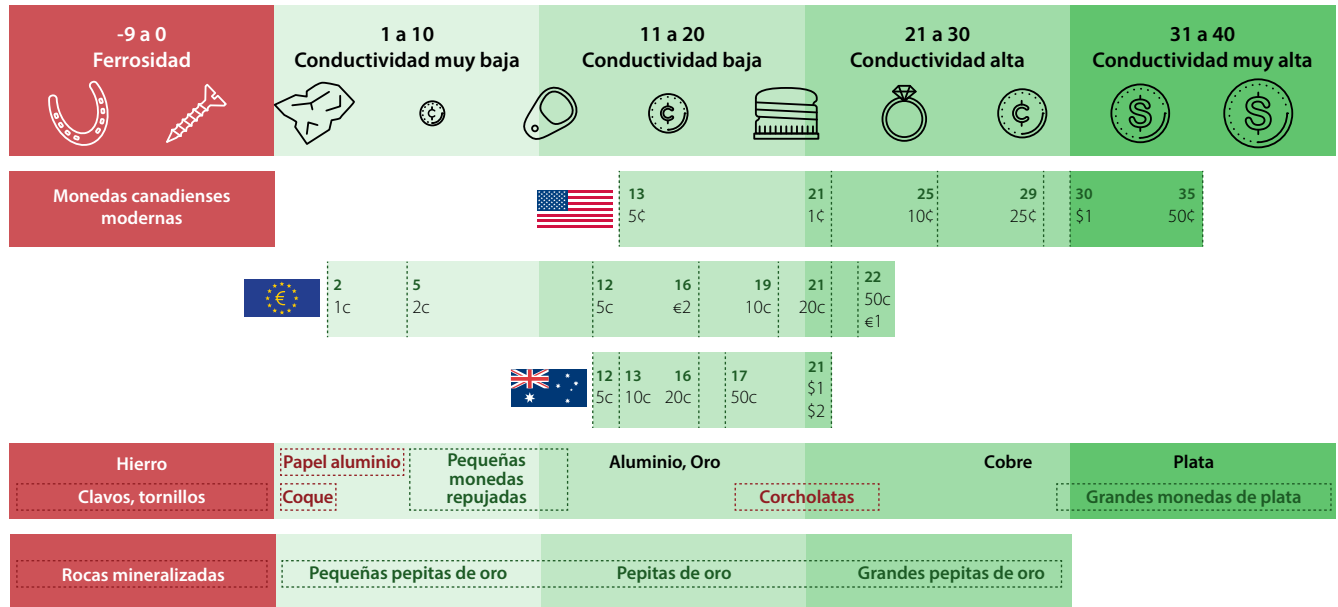 -9 a 0
Ferrosidad
1 a 10
Conductividad muy baja
11 a 20
Conductividad baja
21 a 30
Conductividad alta
31 a 40
Conductividad muy alta
¢
¢
¢
$
$
Monedas canadienses
modernas
13
5¢
21
1¢
25
10¢
29
25¢
30
$1
35
50¢
€
2
1c
5
2c
12
5c
16
€2
19
10c
21
20c
22
50c
€1
12
5c
13
10c
16
20c
17
50c
21
$1
$2
Hierro
Clavos, tornillos
Papel aluminio
Coque
Pequeñas
monedas
repujadas
Aluminio, Oro
Corcholatas
Cobre
Plata
Grandes monedas de plata
Rocas mineralizadas
Pequeñas pepitas de oro
Pepitas de oro
Grandes pepitas de oro